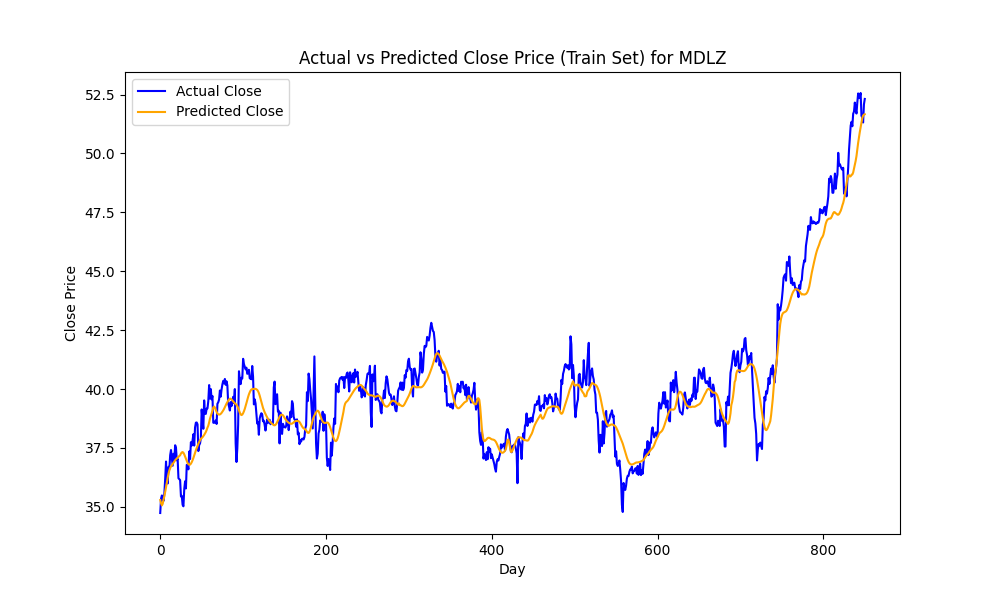 Actual vs Predicted Close Price (Train Set) for MDLZ
Actual Close
Predicted Close
52.5
50.0
47.5
45.0
42.5
40.0
37.5
35.0
Close Price
0 200 400 600 800
Day